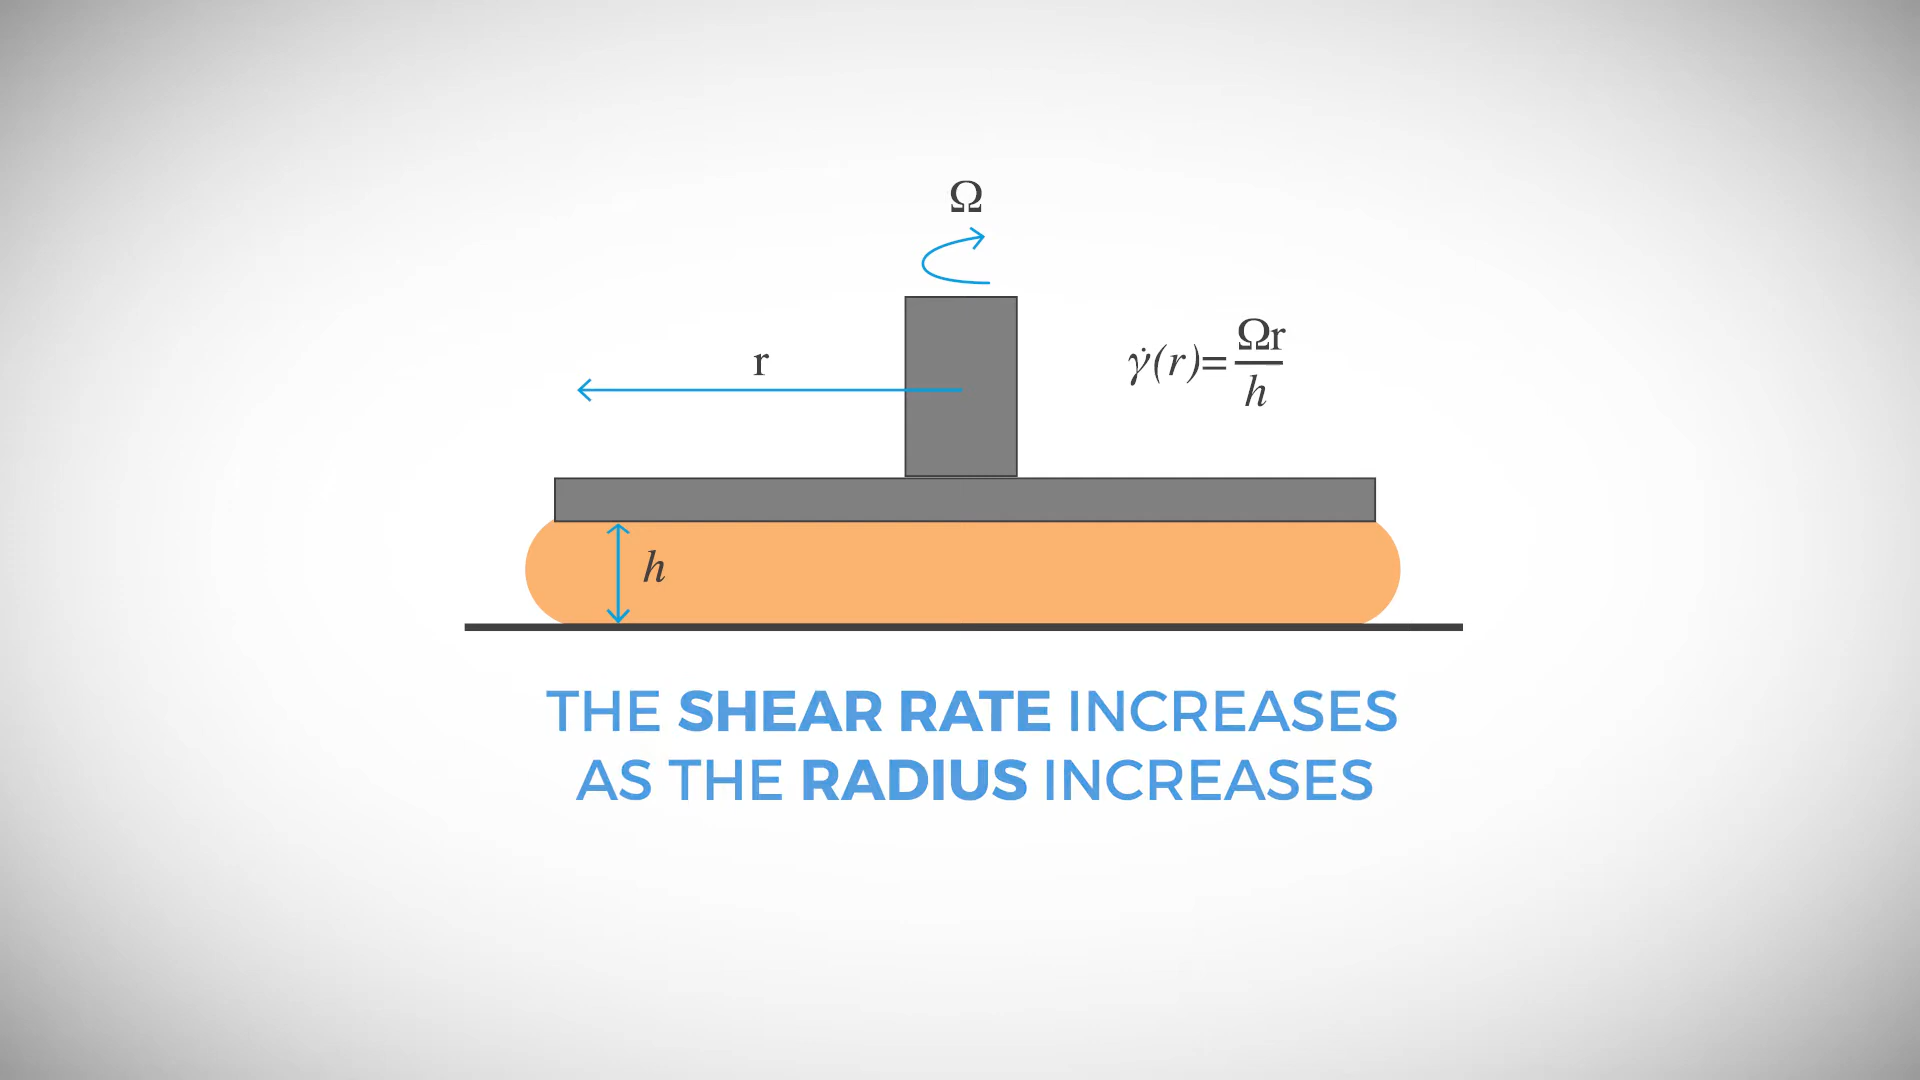 Ω
r
γ̇(r)=Ωr/h
h
THE SHEAR RATE INCREASES
AS THE RADIUS INCREASES